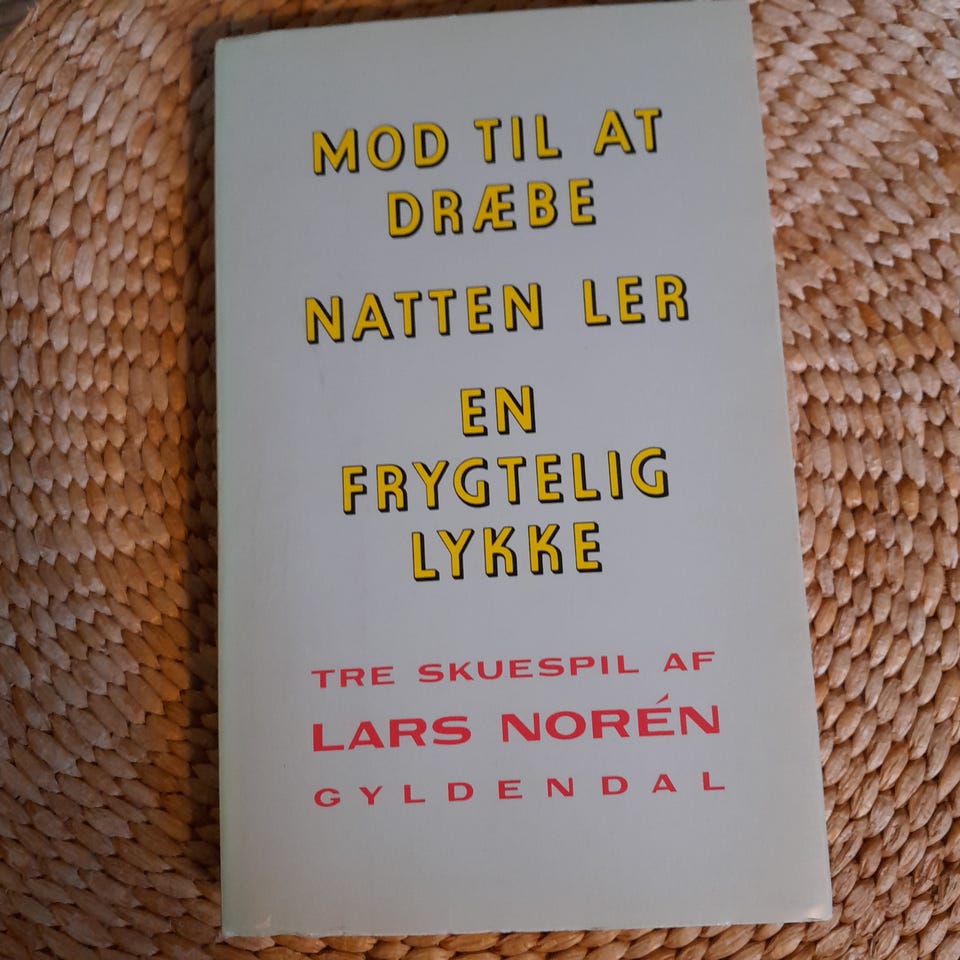 MOD TIL AT
DRÆBE
NATTEN LER
EN
FRYGTELIG
LYKKE
TRE SKUESPIL AF
LARS NORÉN
GYLDENDAL